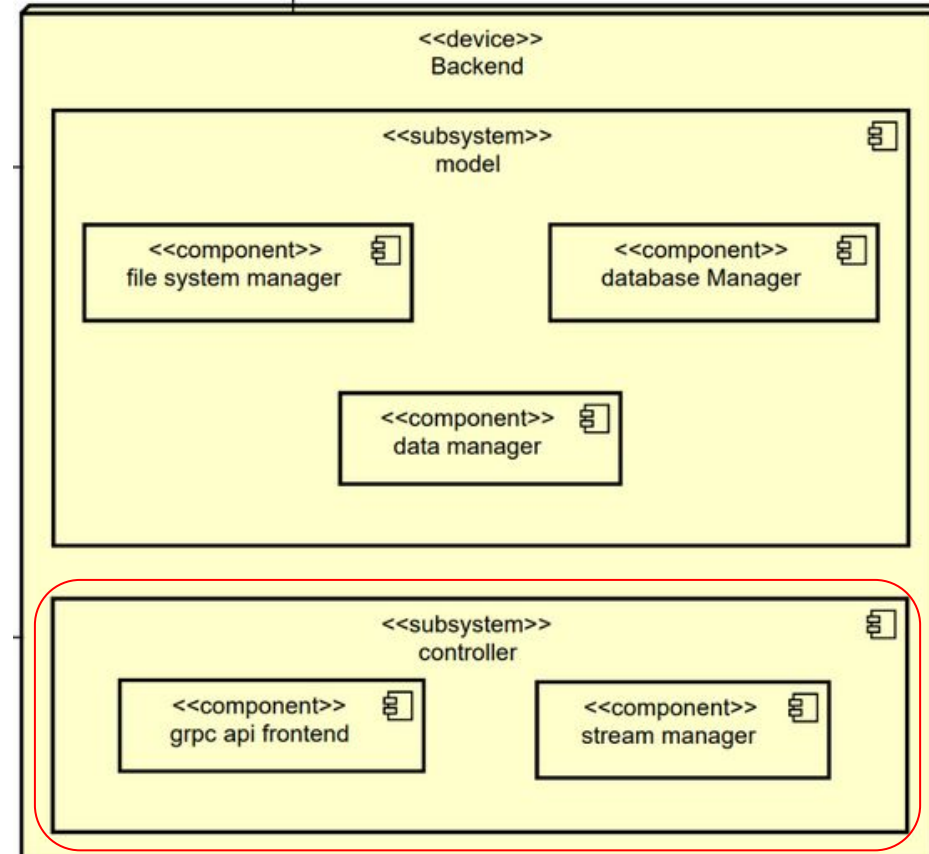 <<device>>
Backend
<<subsystem>>
model
<<component>>
file system manager
<<component>>
database Manager
<<component>>
data manager
<<subsystem>>
controller
<<component>>
grpc api frontend
<<component>>
stream manager